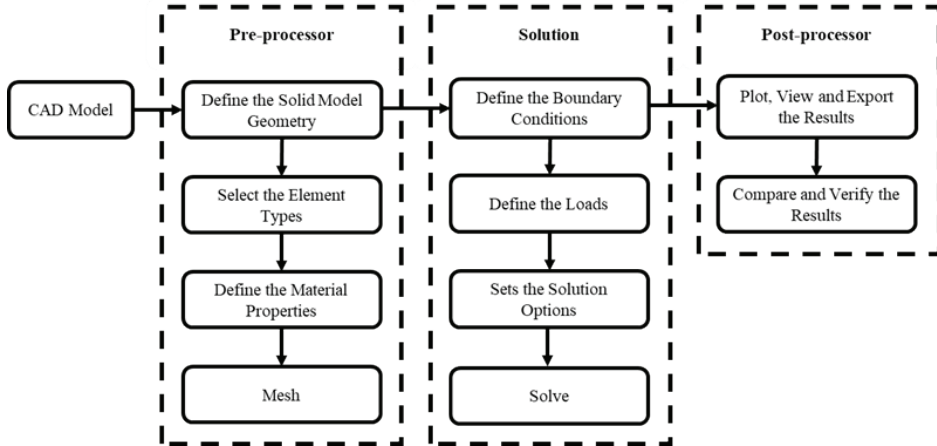 Pre-processor
Solution
Post-processor
CAD Model
Define the Solid Model
Geometry
Select the Element
Types
Define the Material
Properties
Mesh
Define the Boundary
Conditions
Define the Loads
Sets the Solution
Options
Solve
Plot, View and Export
the Results
Compare and Verify the
Results